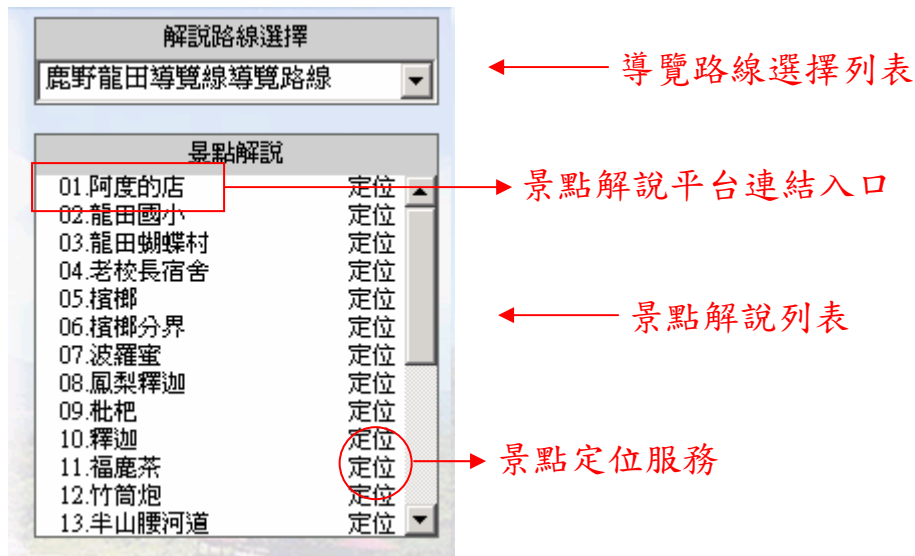 解說路線選擇
鹿野龍田導覽線導覽路線
導覽路線選擇列表
景點解說
01.阿度的店 定位
景點解說平台連結入口
02.龍田國小 定位
03.龍田蝴蝶村 定位
04.老校長宿舍 定位
05.檳榔 定位
景點解說列表
06.檳榔分界 定位
07.波羅蜜 定位
08.鳳梨釋迦 定位
09.枇杷 定位
10.釋迦 定位
11.福鹿茶 定位
景點定位服務
12.竹筒炮 定位
13.半山腰河道 定位